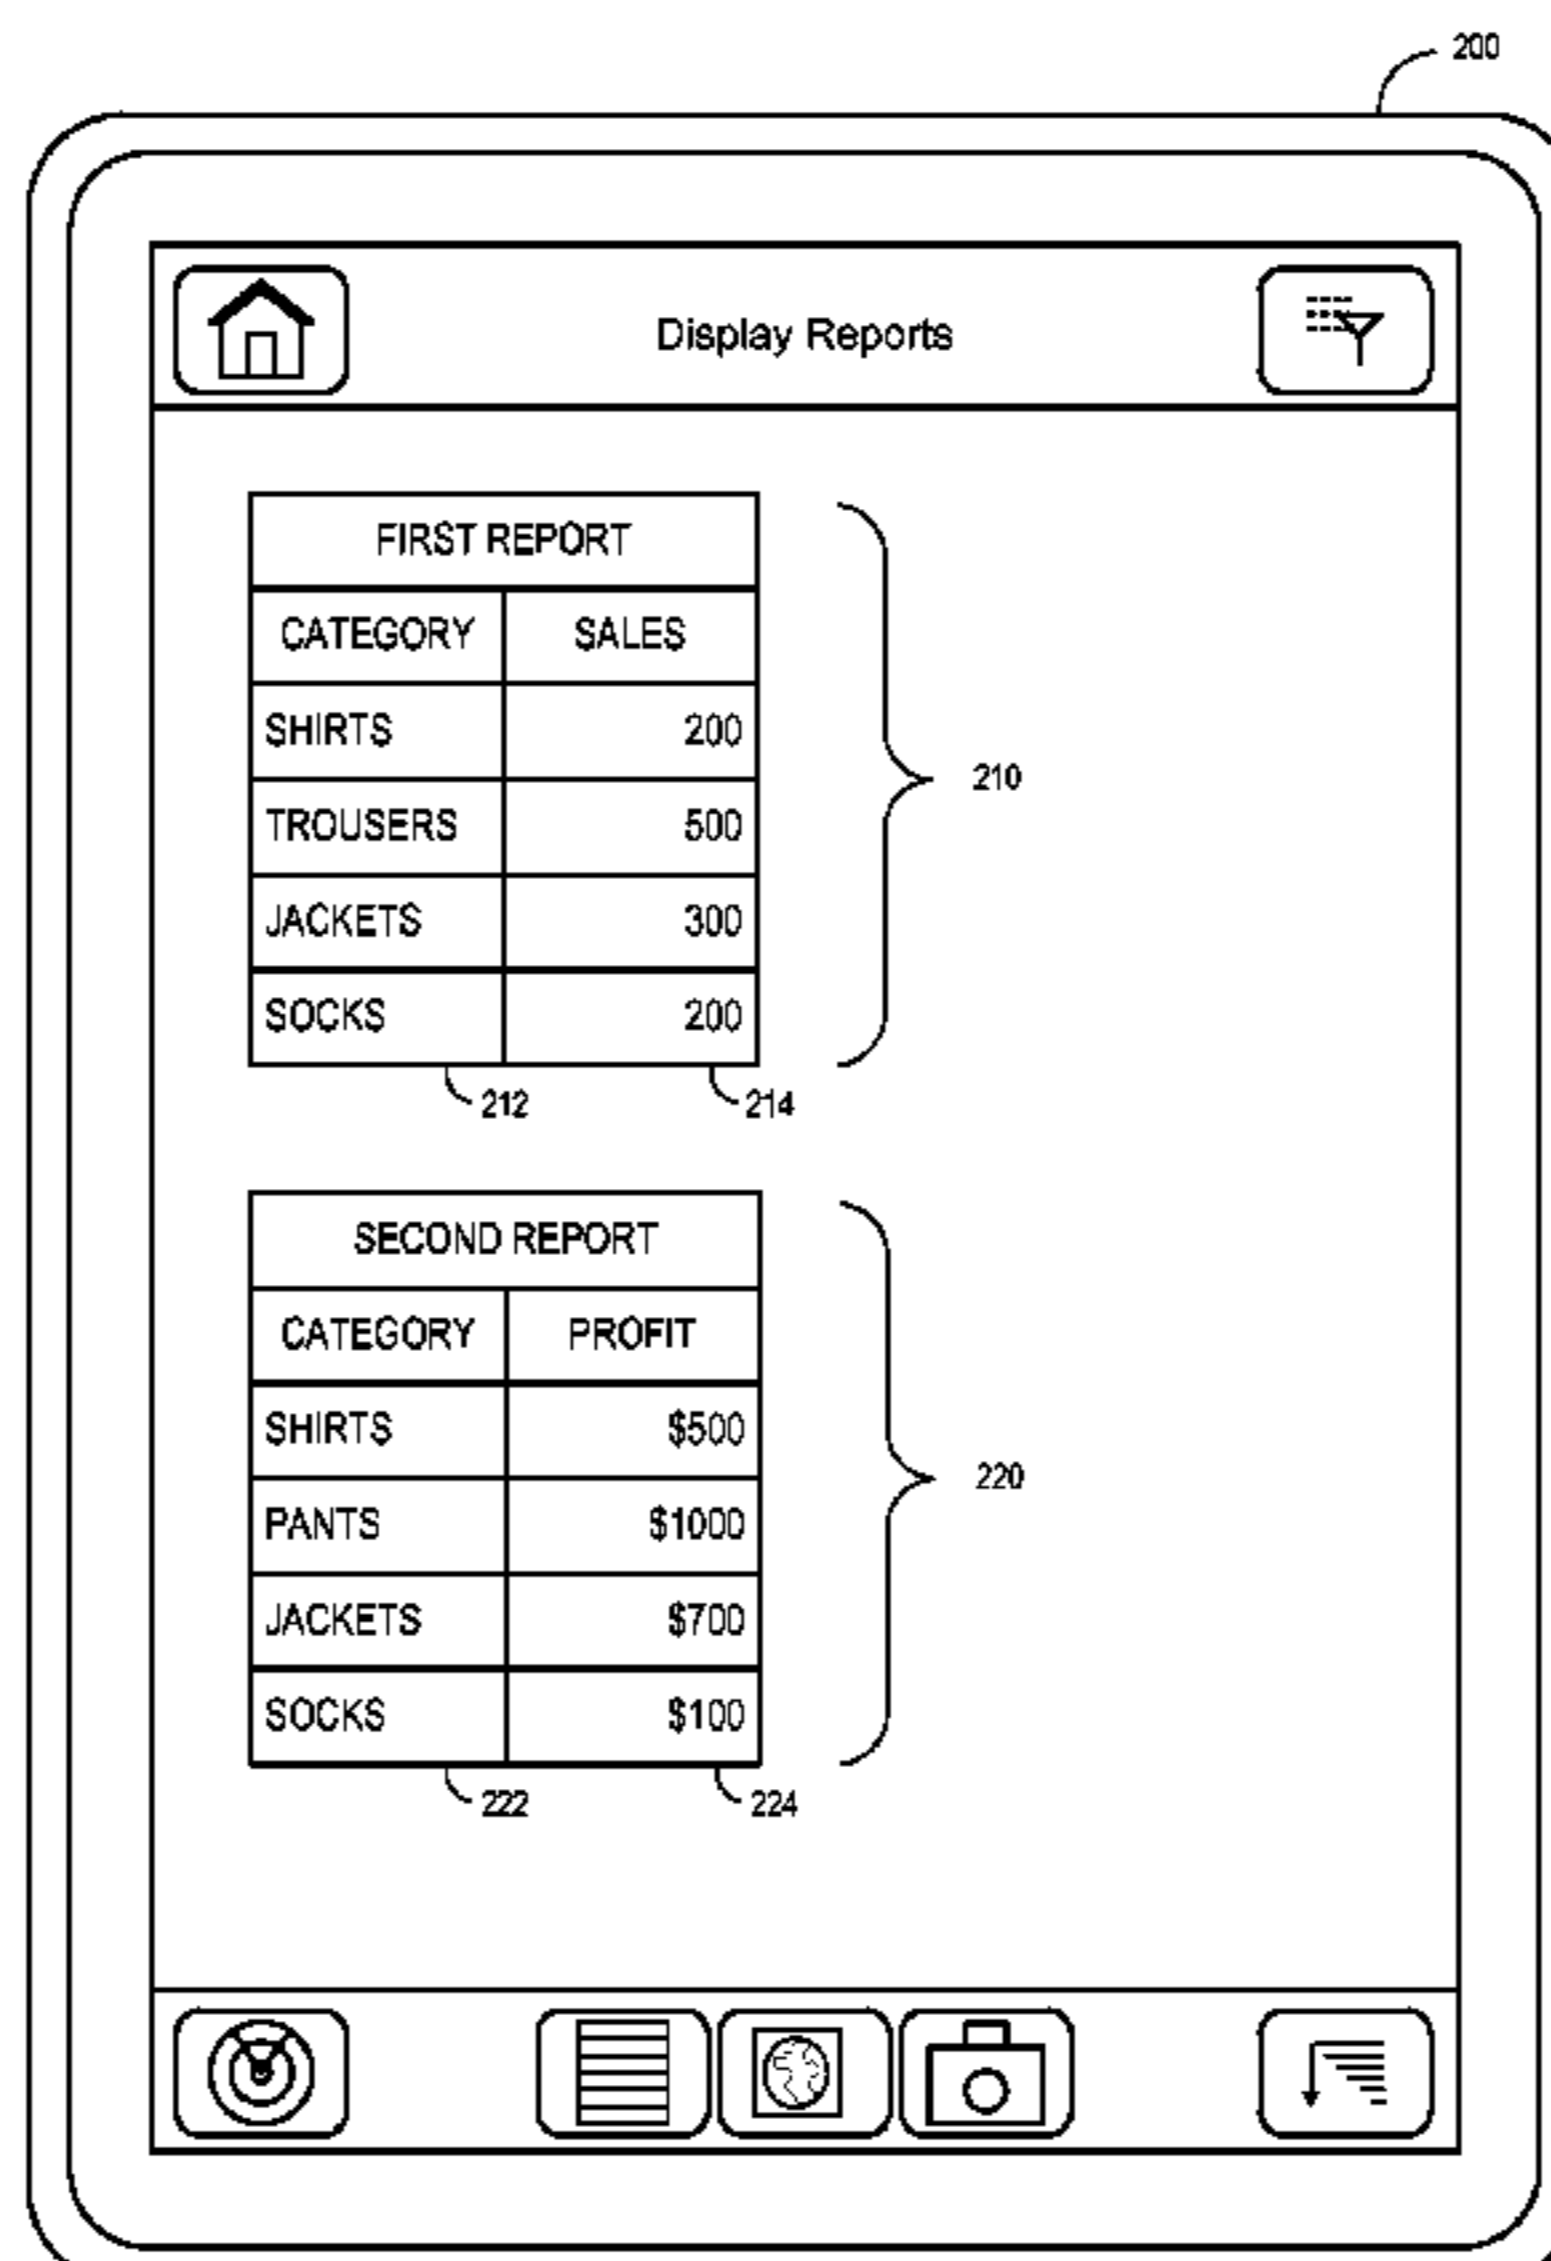 200
Display Reports
FIRST REPORT
CATEGORY SALES
SHIRTS 200
TROUSERS 500
JACKETS 300
SOCKS 200
210
212 214
SECOND REPORT
CATEGORY PROFIT
SHIRTS $500
PANTS $1000
JACKETS $700
SOCKS $100
220
222 224